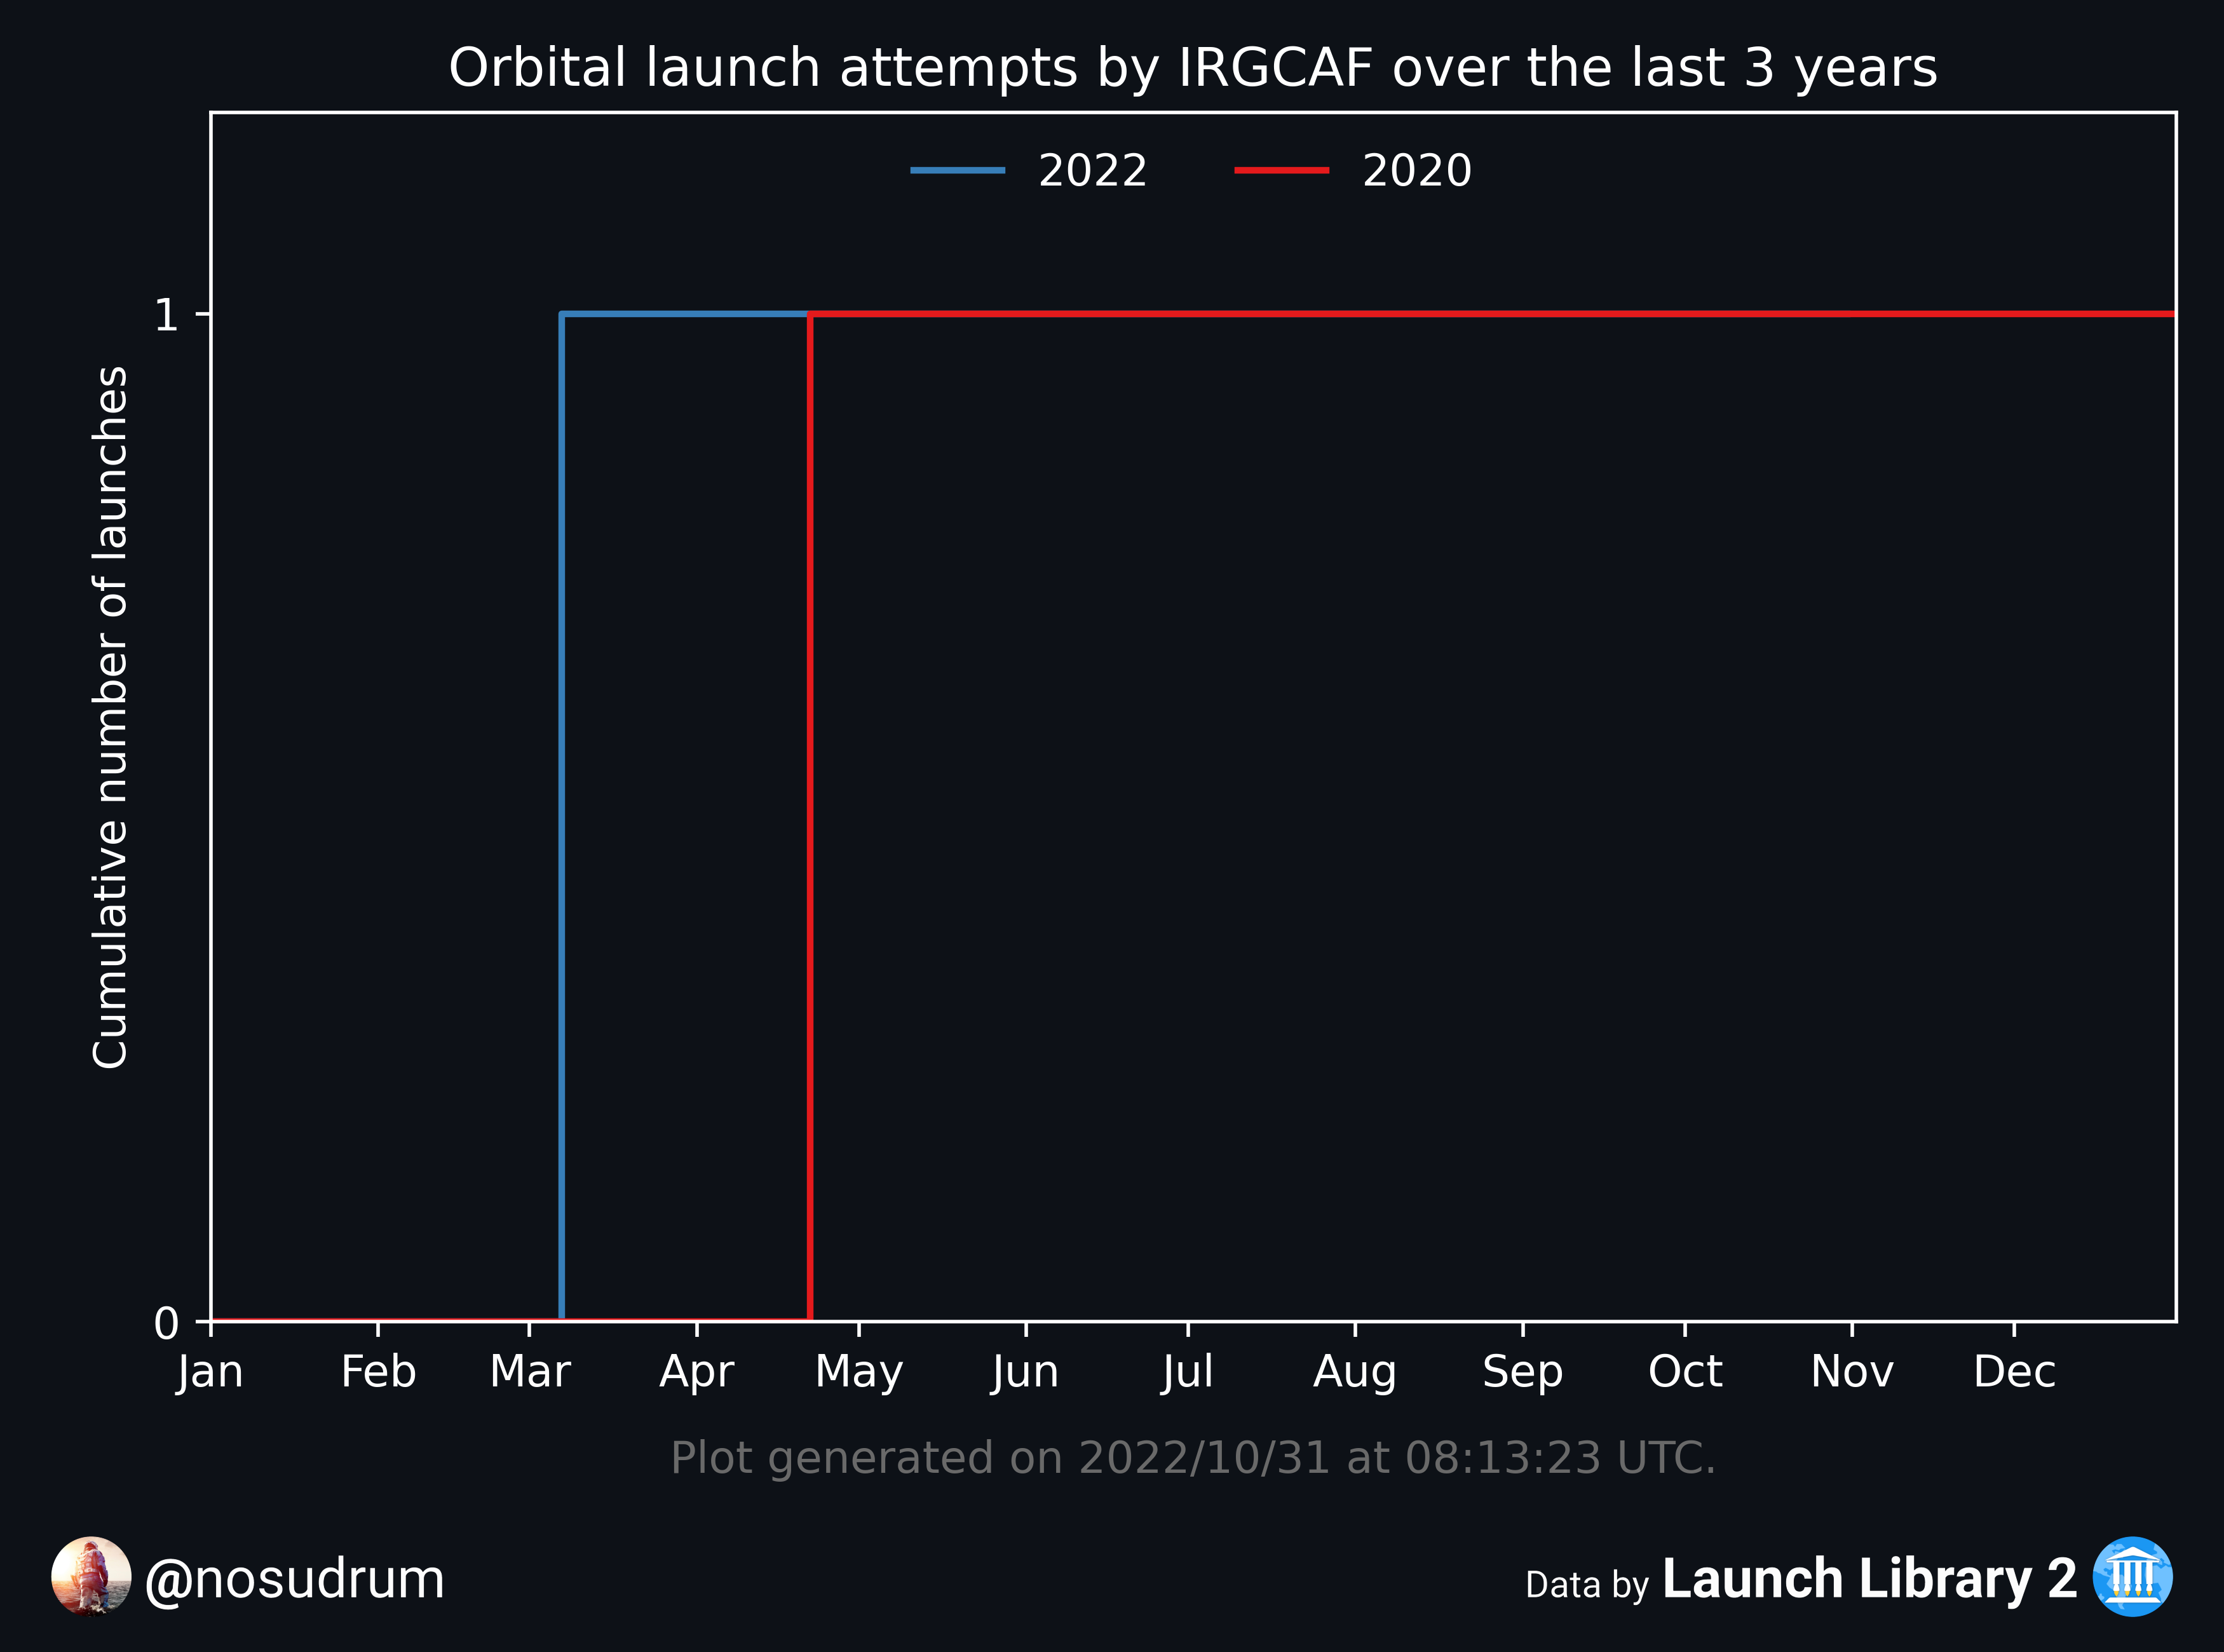 Orbital launch attempts by IRGCAF over the last 3 years
2022 2020
Cumulative number of launches
1
0
Jan Feb Mar Apr May Jun Jul Aug Sep Oct Nov Dec
Plot generated on 2022/10/31 at 08:13:23 UTC.
@nosudrum
Data by Launch Library 2